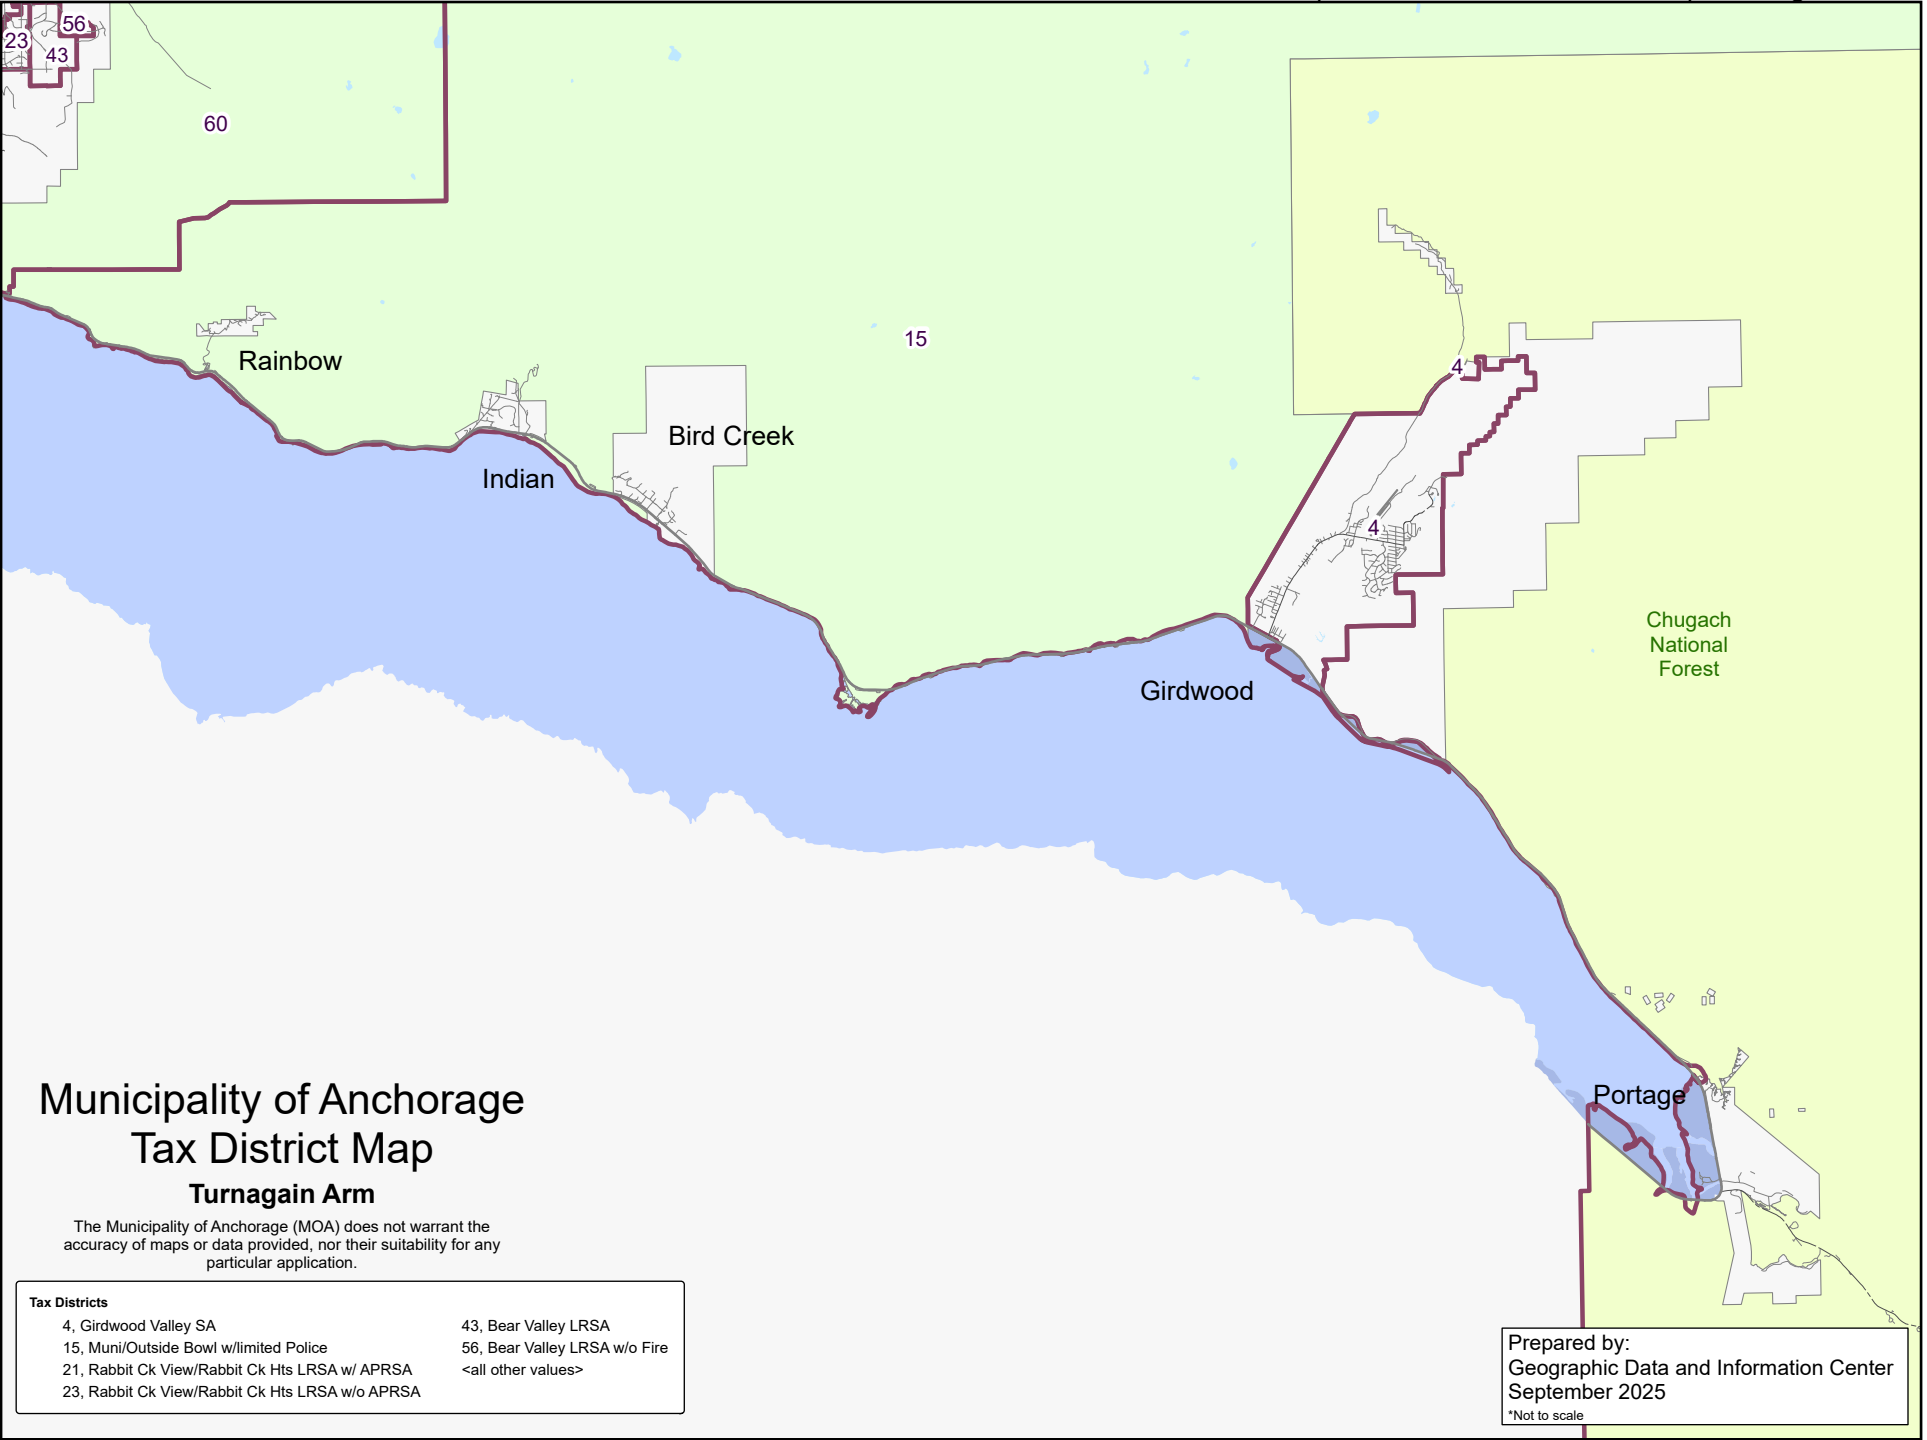 56
23
43
60
15
Rainbow
4
Bird Creek
Indian
4
Chugach
National
Forest
Girdwood
Portage
Municipality of Anchorage
Tax District Map
Turnagain Arm
The Municipality of Anchorage (MOA) does not warrant the
accuracy of maps or data provided, nor their suitability for any
particular application.
Tax Districts
4, Girdwood Valley SA
15, Muni/Outside Bowl w/limited Police
21, Rabbit Ck View/Rabbit Ck Hts LRSA w/ APRSA
23, Rabbit Ck View/Rabbit Ck Hts LRSA w/o APRSA
43, Bear Valley LRSA
56, Bear Valley LRSA w/o Fire
<all other values>
Prepared by:
Geographic Data and Information Center
September 2025
*Not to scale